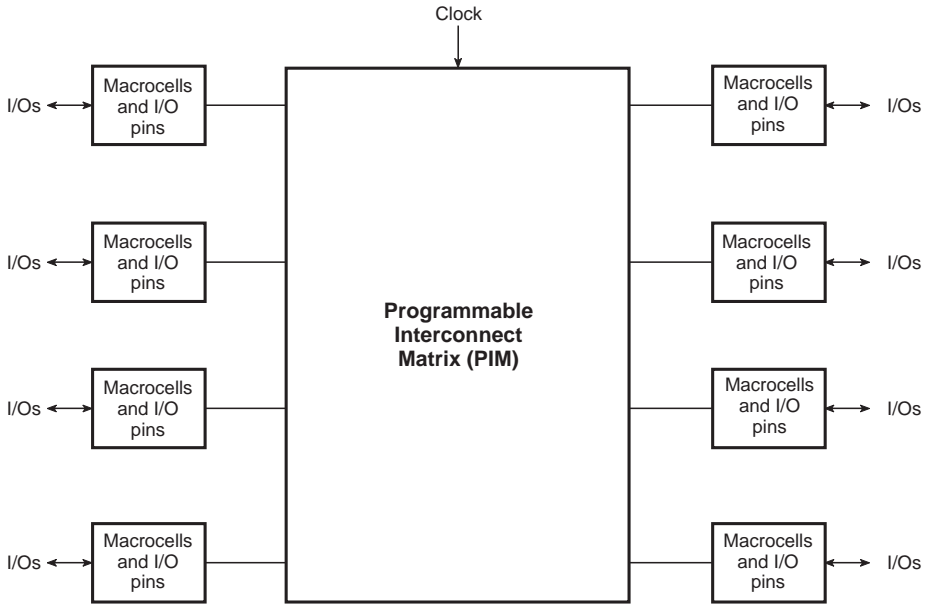 Clock
I/Os
Macrocells
and I/O
pins
Macrocells
and I/O
pins
I/Os
I/Os
Macrocells
and I/O
pins
Macrocells
and I/O
pins
I/Os
Programmable
Interconnect
Matrix (PIM)
I/Os
Macrocells
and I/O
pins
Macrocells
and I/O
pins
I/Os
I/Os
Macrocells
and I/O
pins
Macrocells
and I/O
pins
I/Os